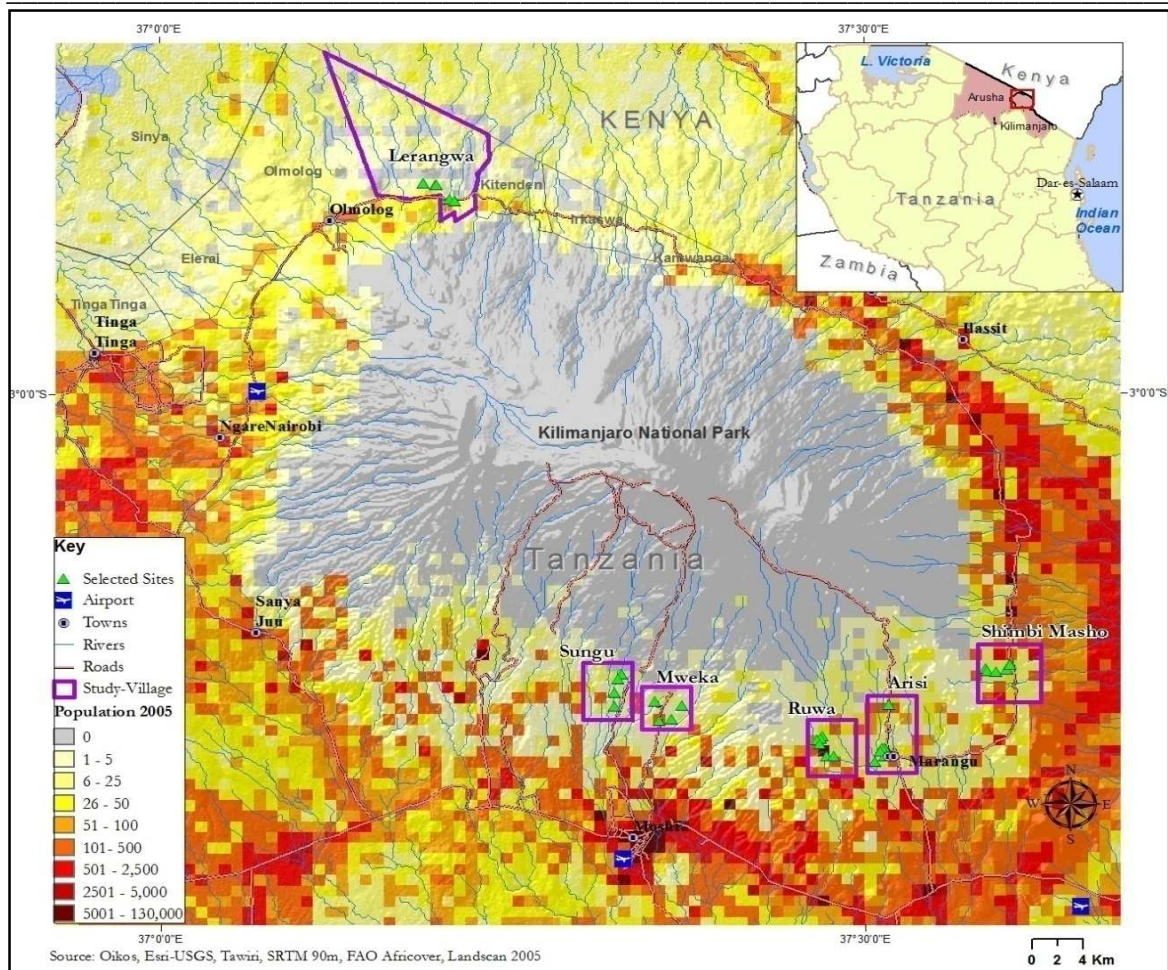 37°0'0"E
37°30'0"E
L. Victoria
Kenya
Arusha
Kilimanjaro
Dar-es-Salaam
Tanzania
Indian
Ocean
Zambia
KENYA
Sinya
Olmolog
Lerangwa
Kitenden
Olmolog
Irkaswa
Kamwanga
Elerai
Tinga Tinga
Tinga
Tinga
Hassit
3°0'0"S
3°0'0"S
NgareNairobi
Kilimanjaro National Park
Tanzania
Key
Selected Sites
Airport
Towns
Rivers
Roads
Study-Village
Population 2005
0
1 - 5
6 - 25
26 - 50
51 - 100
101 - 500
501 - 2,500
2501 - 5,000
5001 - 130,000
Sanya
Juu
Sungu
Mweka
Ruwa
Arisi
Shimbi Masho
Marangu
Moshi
N
W
E
S
37°0'0"E
37°30'0"E
Source: Oikos, Esri-USGS, Tawiri, SRTM 90m, FAO Africover, Landscan 2005
0 2 4 Km